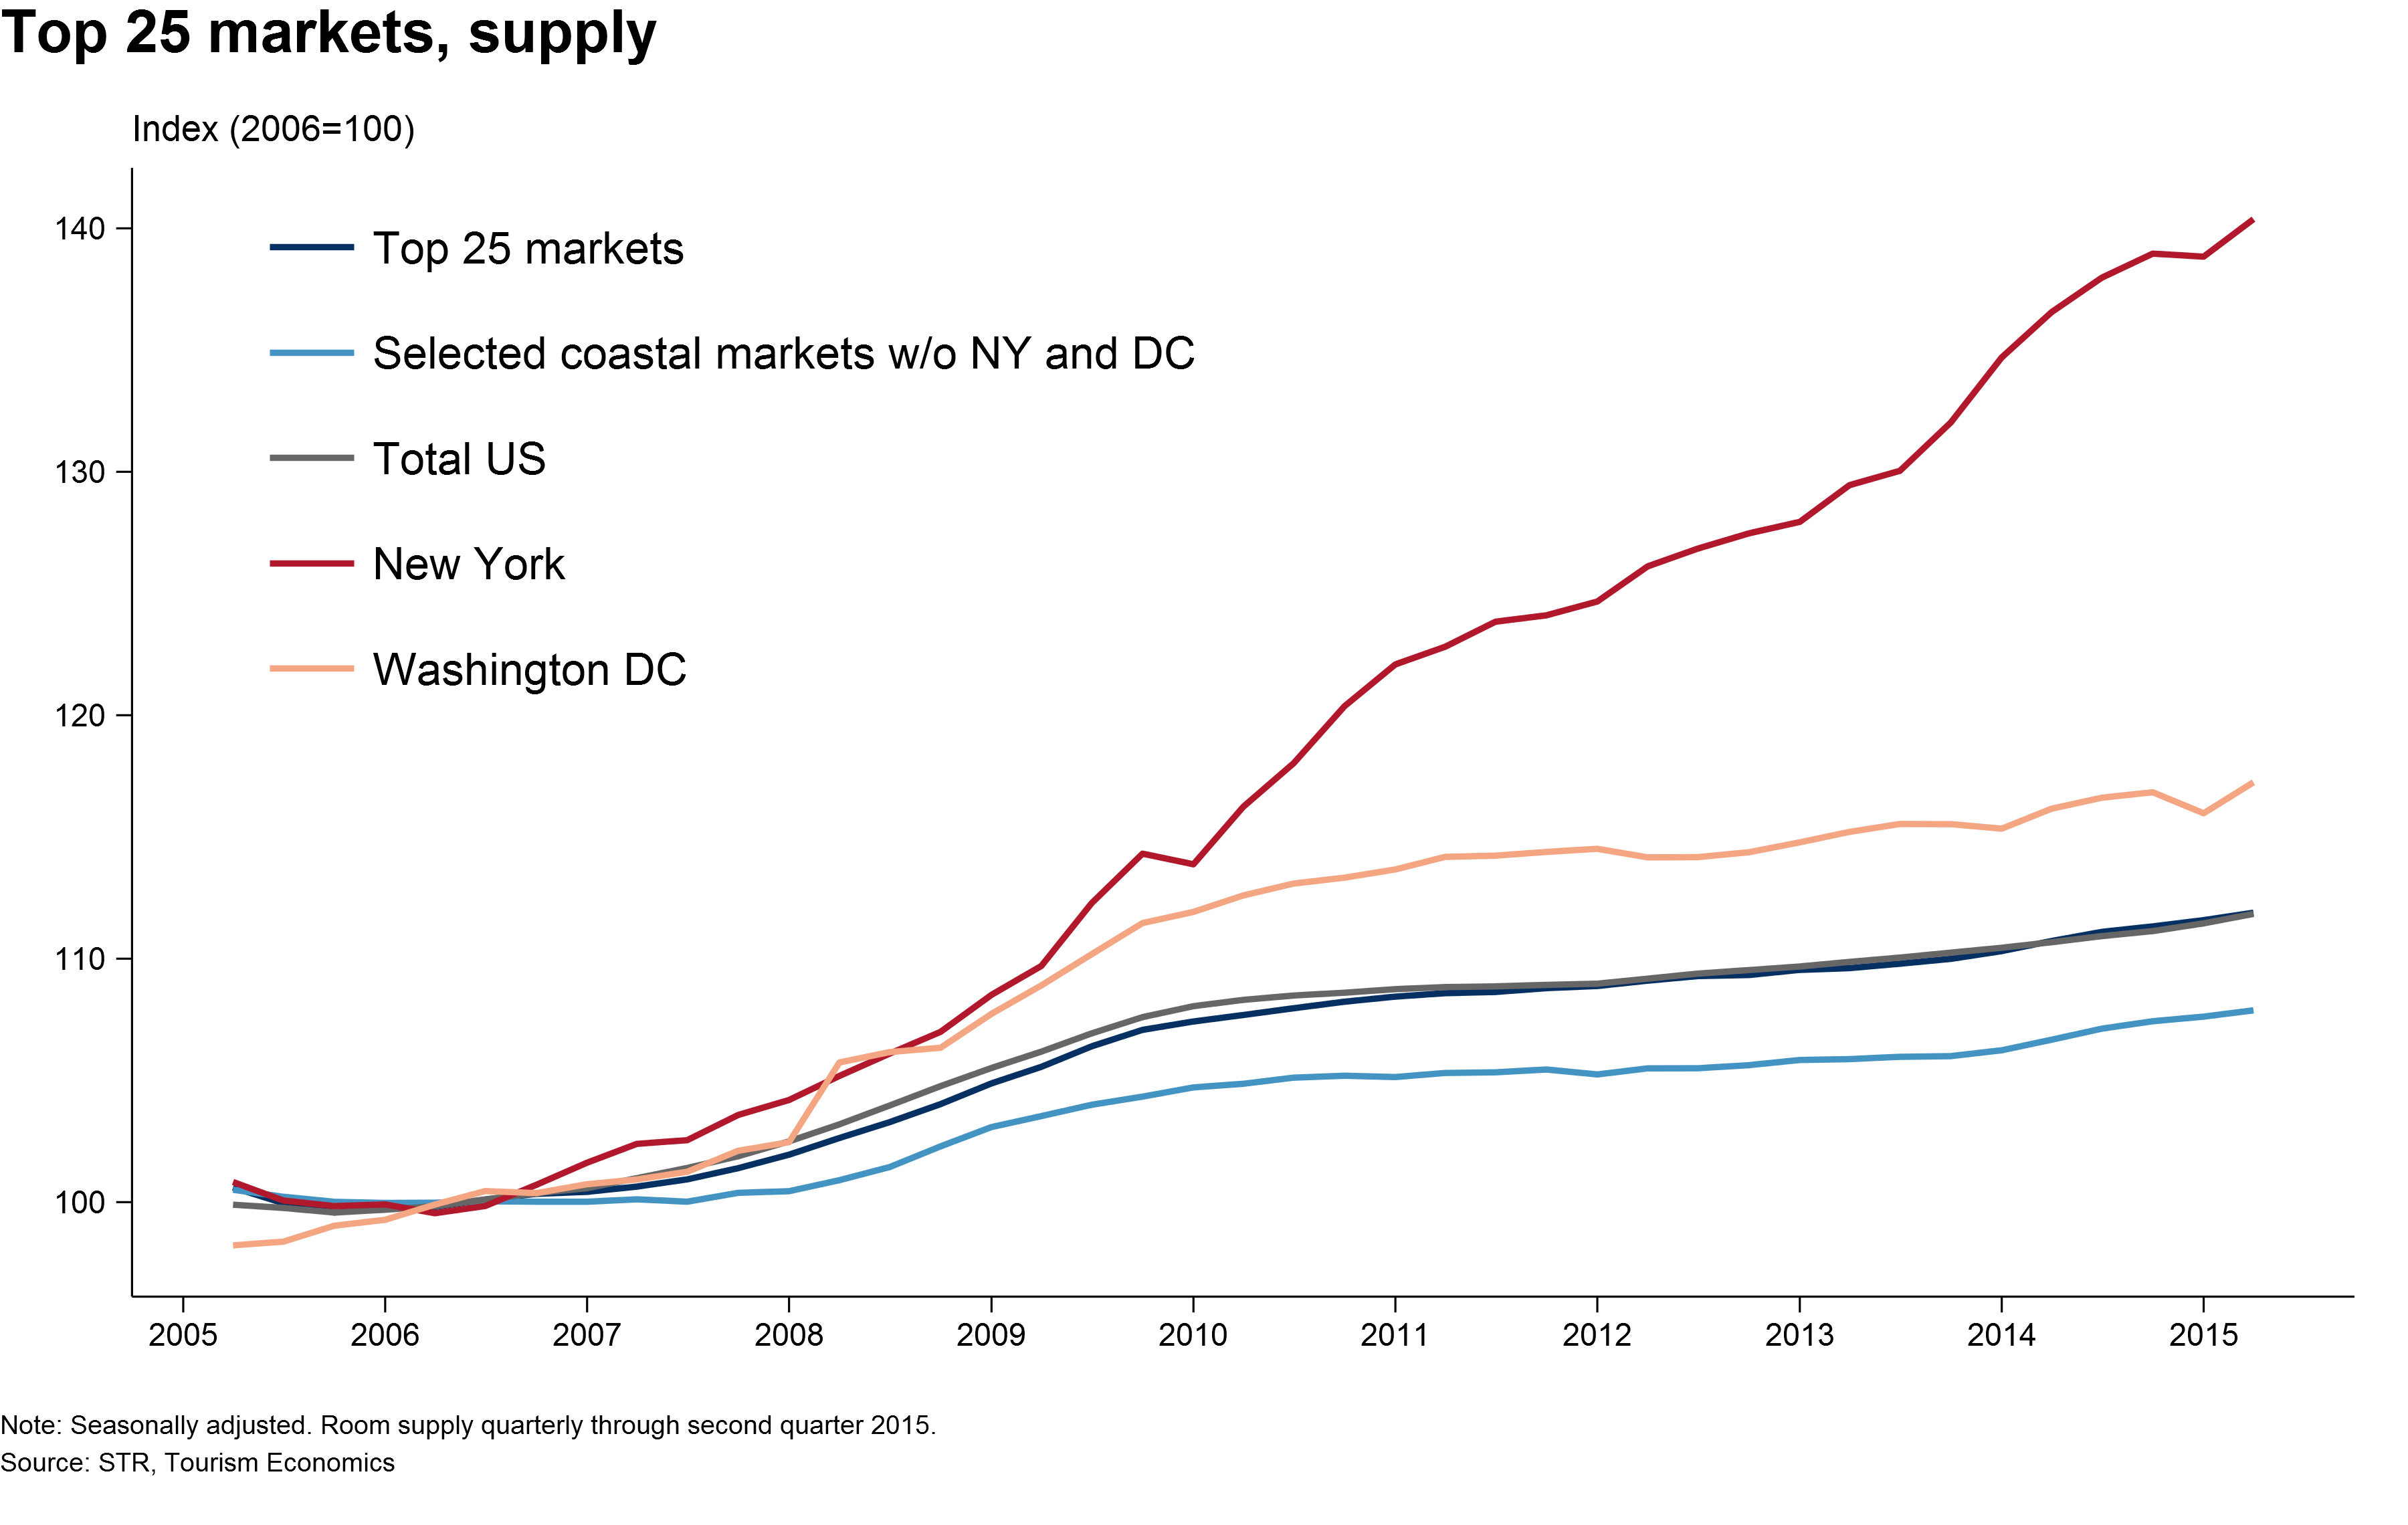 Top 25 markets, supply
Index (2006=100)
140
130
120
110
100
Top 25 markets
Selected coastal markets w/o NY and DC
Total US
New York
Washington DC
2005 2006 2007 2008 2009 2010 2011 2012 2013 2014 2015
Note: Seasonally adjusted. Room supply quarterly through second quarter 2015.
Source: STR, Tourism Economics